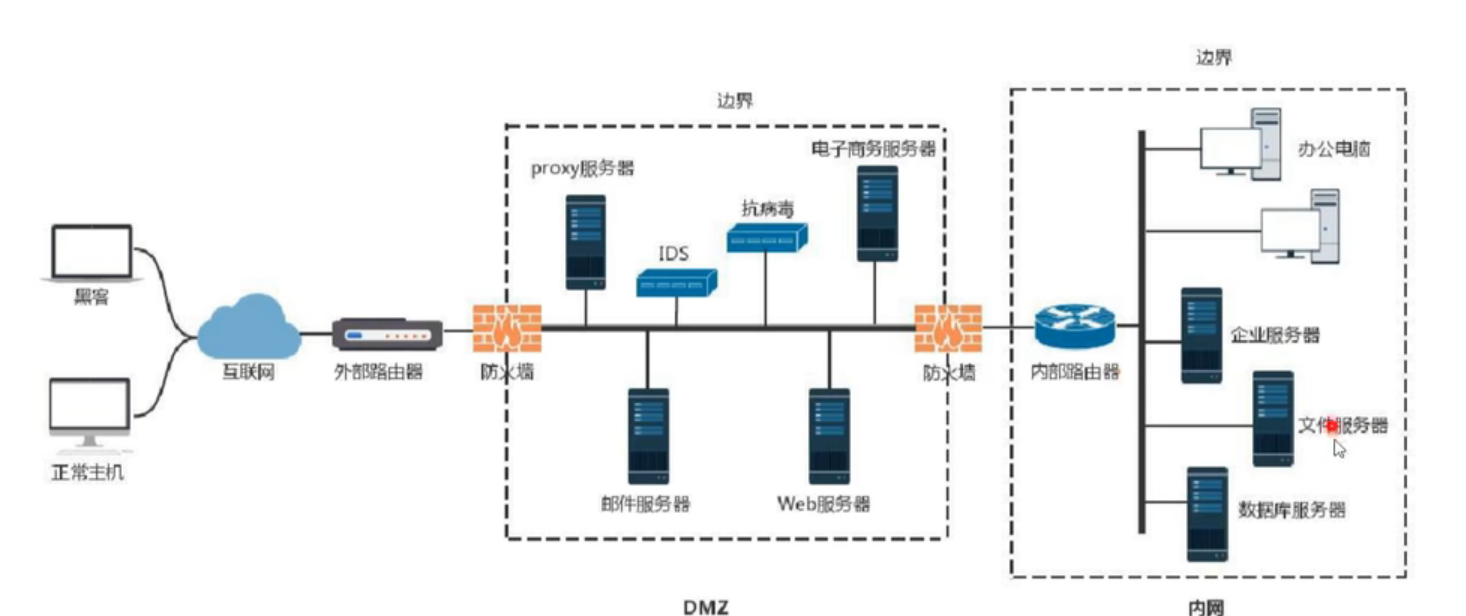 边界
边界
电子商务服务器
办公电脑
proxy服务器
抗病毒
IDS
黑客
企业服务器
互联网
外部路由器
防火墙
防火墙
内部路由器
文件服务器
正常主机
邮件服务器
Web服务器
数据库服务器
DMZ
内网